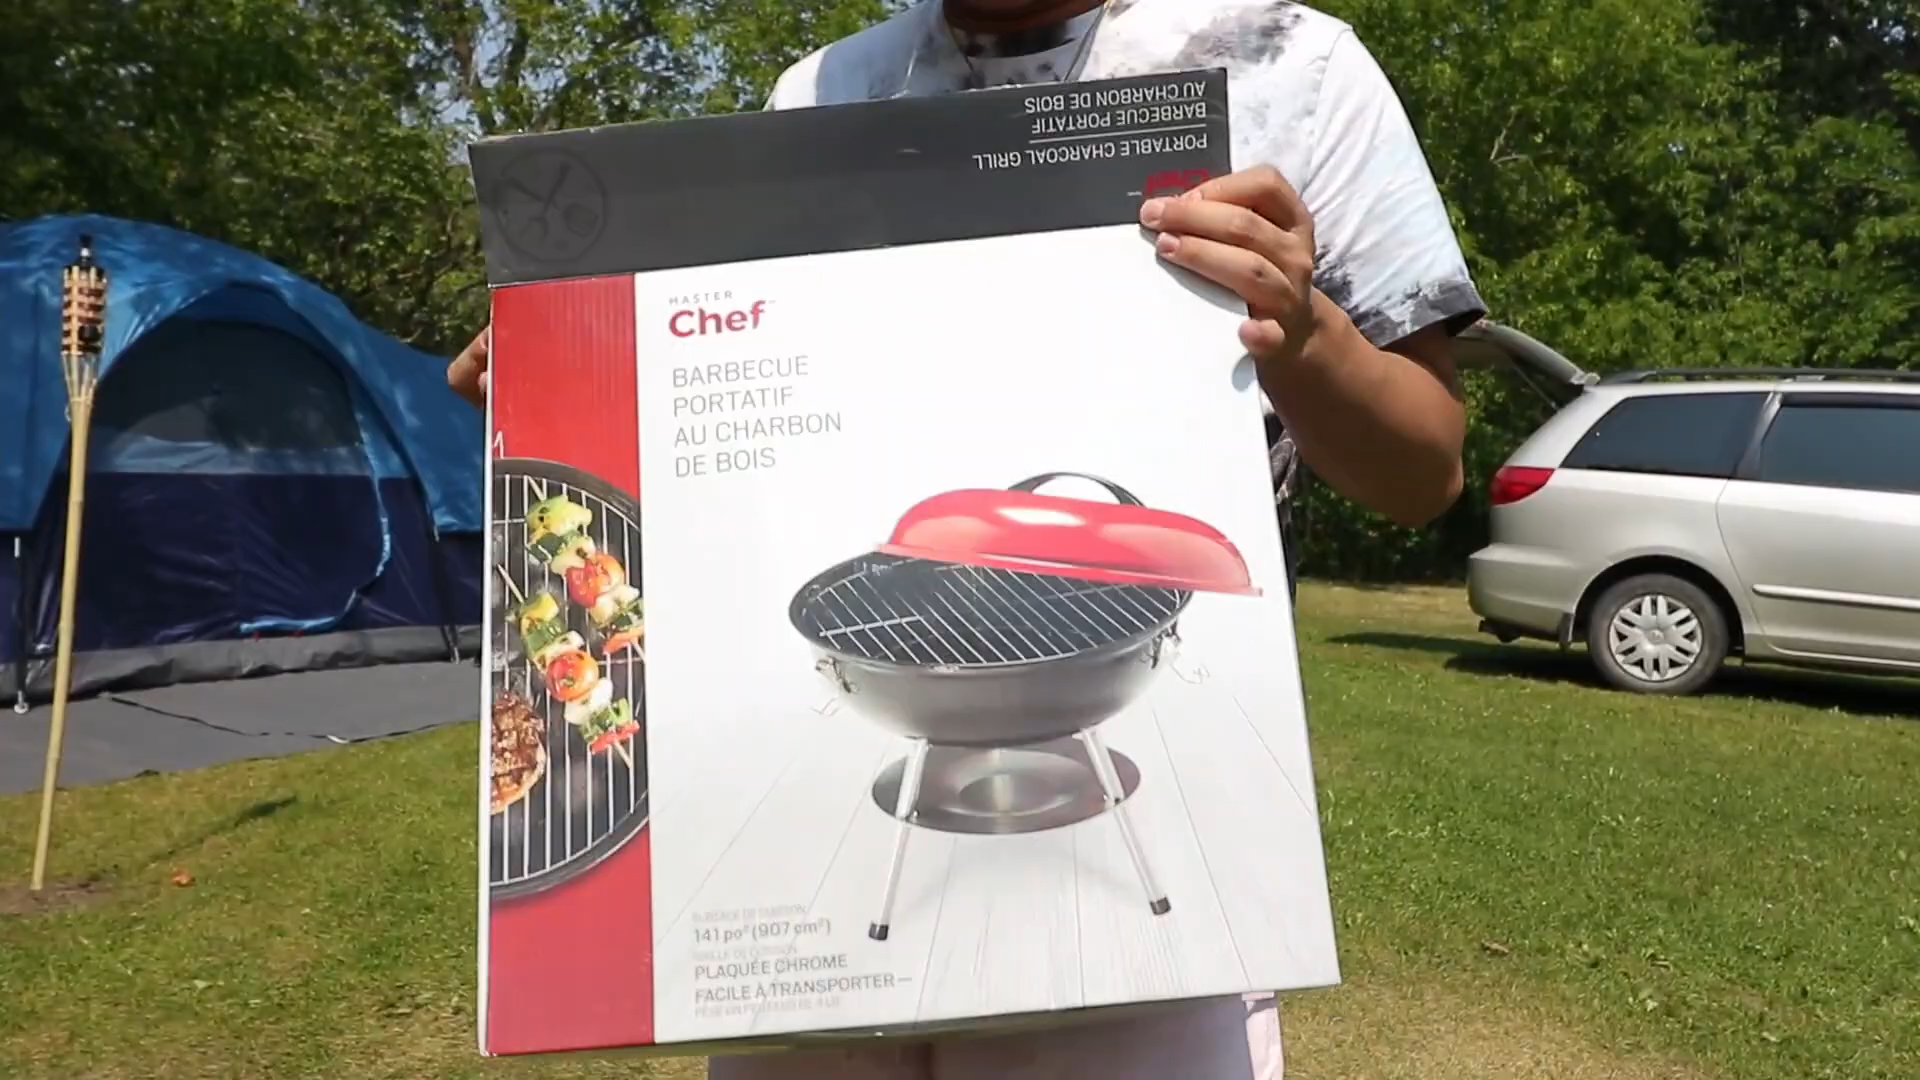 PORTABLE CHARCOAL GRILL
BARBECUE PORTATIF
AU CHARBON DE BOIS
MASTER
Chef
BARBECUE
PORTATIF
AU CHARBON
DE BOIS
141 po² (907 cm²)
PLAQUÉE CHROME
FACILE À TRANSPORTER —